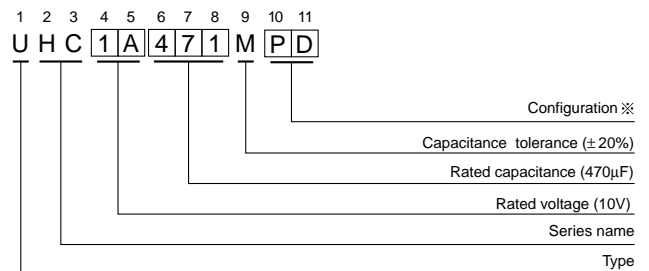 1 2 3 4 5 6 7 8 9 10 11
U H C 1 A 4 7 1 M P D
Configuration ※
Capacitance tolerance (±20%)
Rated capacitance (470µF)
Rated voltage (10V)
Series name
Type